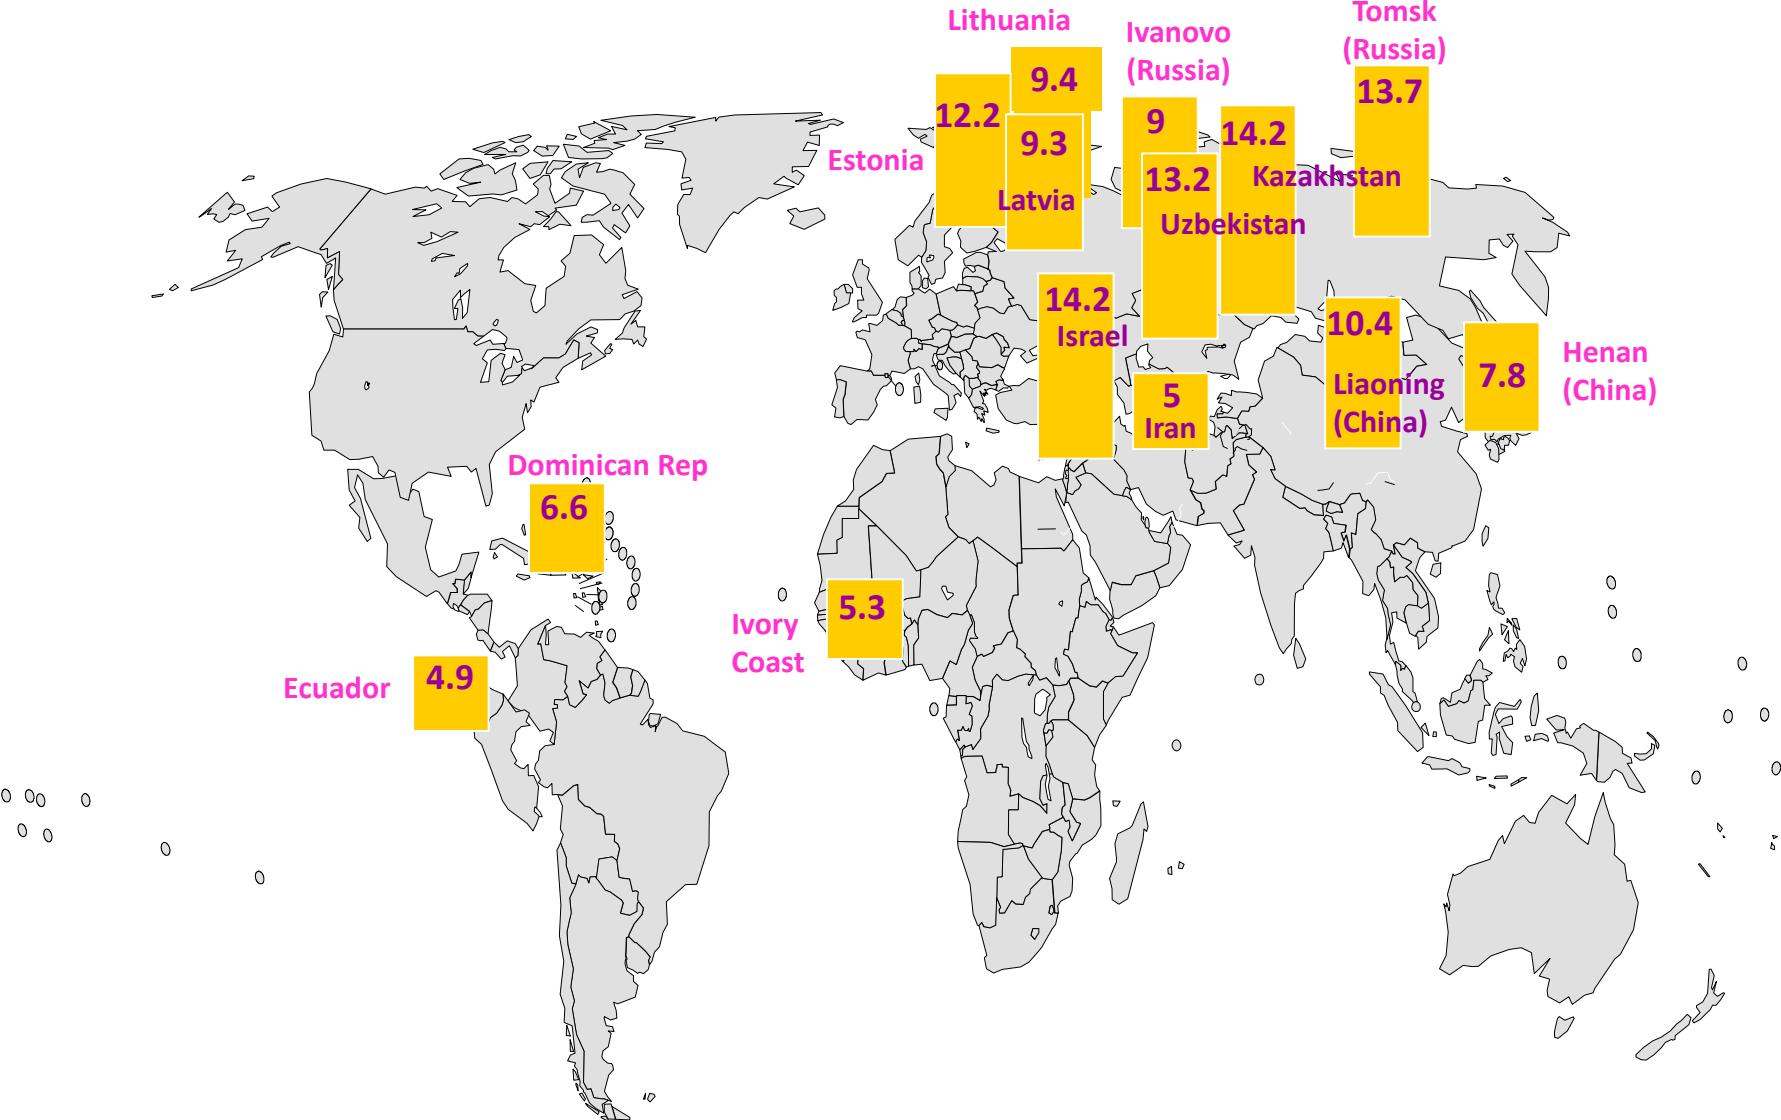 Lithuania
9.4
12.2
Estonia
9.3
Latvia
Ivanovo
(Russia)
9
13.2
Uzbekistan
14.2
Kazakhstan
Tomsk
(Russia)
13.7
14.2
Israel
5
Iran
10.4
Liaoning
(China)
7.8
Henan
(China)
Dominican Rep
6.6
Ivory
Coast
5.3
Ecuador
4.9